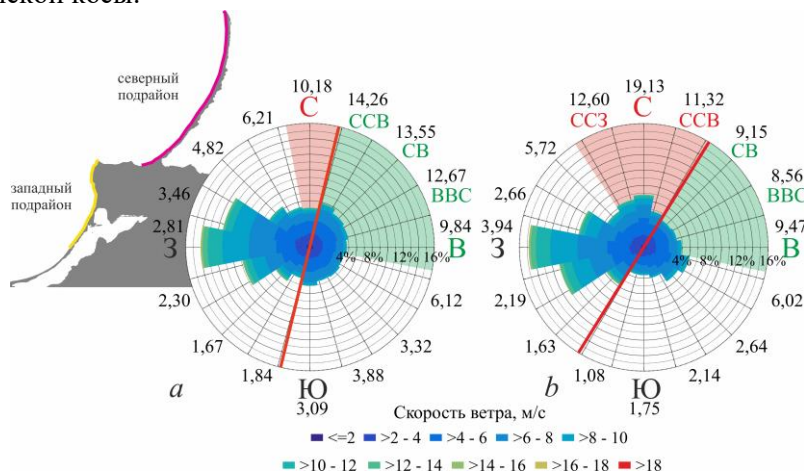 ской косы.
северный
подрайон
западный
подрайон
10,18
С
14,26
ССВ
13,55
СВ
12,67
ВВС
9,84
В
6,12
3,32
3,88
Ю
3,09
1,84
1,67
2,30
З
2,81
3,46
4,82
6,21
4% 8% 12% 16%
a
19,13
С
11,32
ССВ
9,15
СВ
8,56
ВВС
9,47
В
6,02
2,64
2,14
Ю
1,75
1,08
1,63
2,19
З
3,94
2,66
5,72
12,60
ССЗ
4% 8% 12% 16%
b
Скорость ветра, м/с
<=2 >2 - 4 >4 - 6 >6 - 8 >8 - 10
>10 - 12 >12 - 14 >14 - 16 >16 - 18 >18